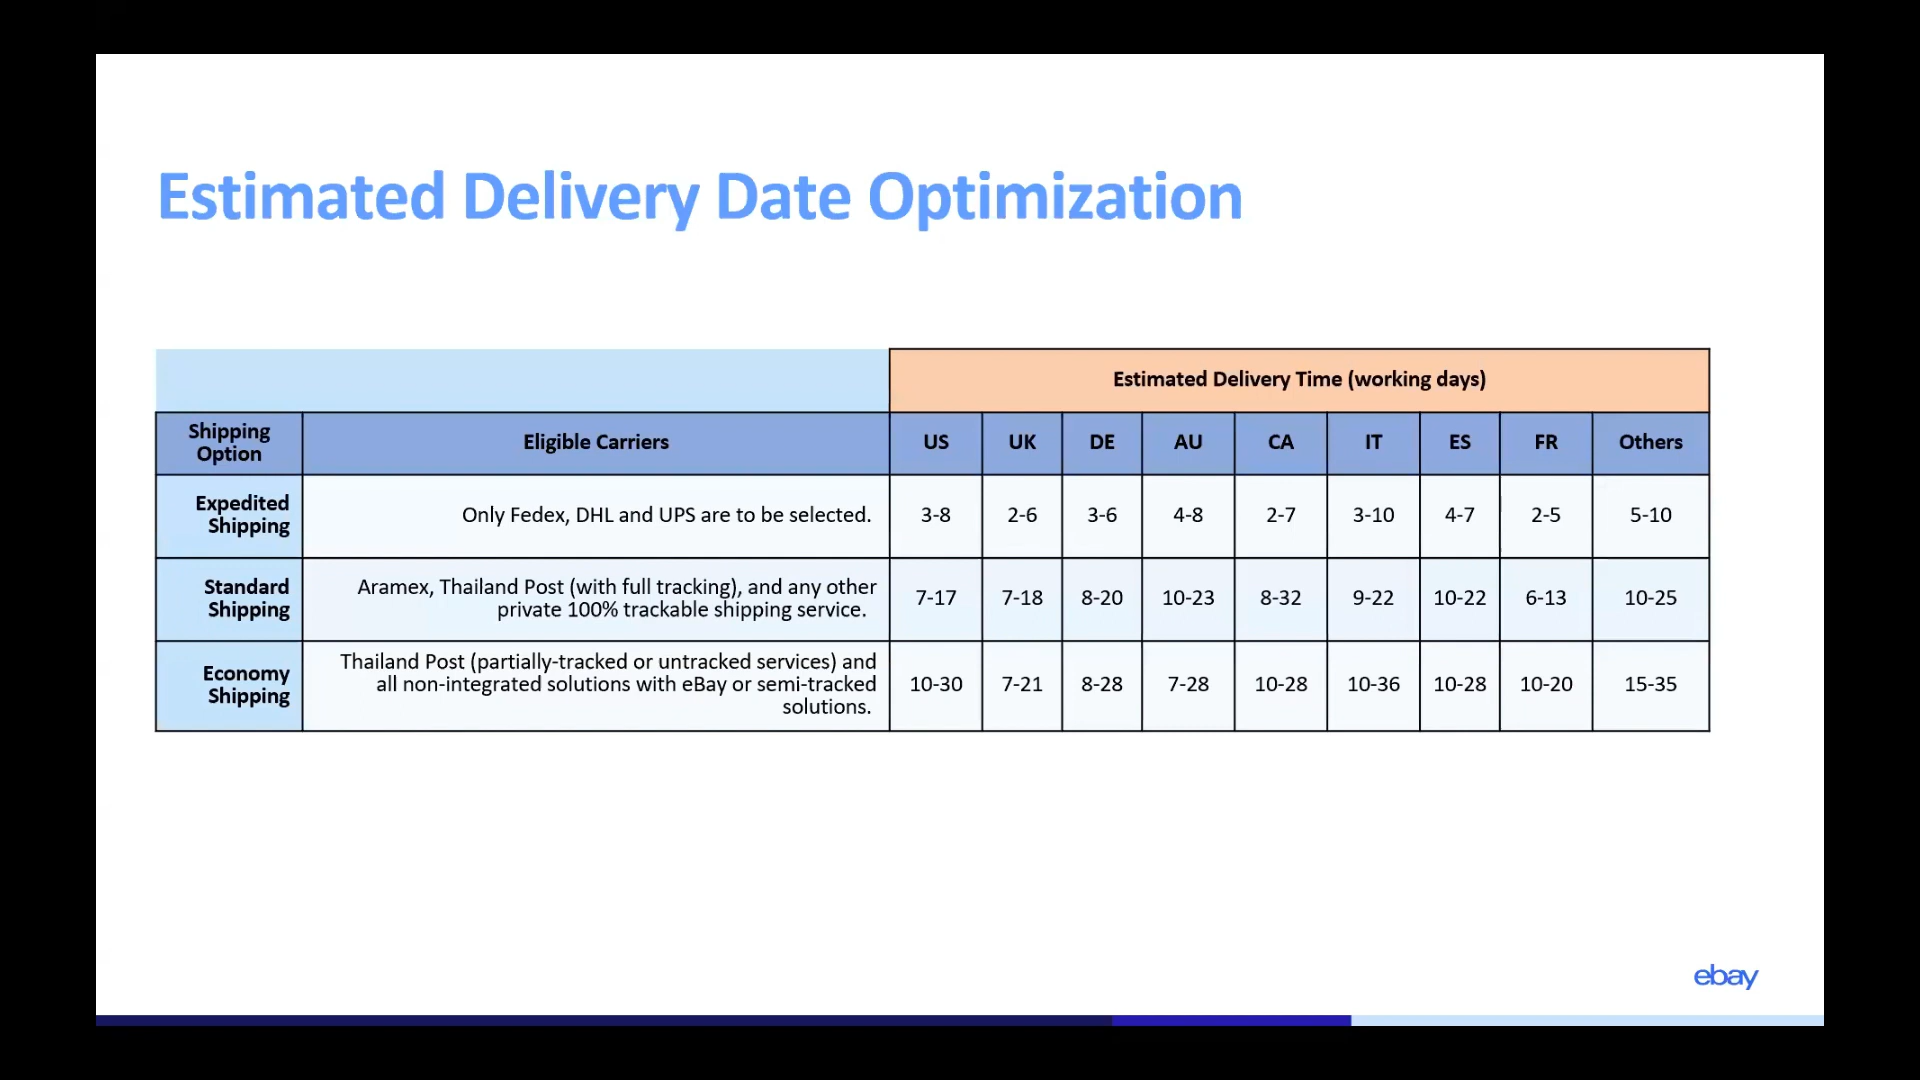 Estimated Delivery Date Optimization
Estimated Delivery Time (working days)
Shipping
Option
Eligible Carriers
US
UK
DE
AU
CA
IT
ES
FR
Others
Expedited
Shipping
Only Fedex, DHL and UPS are to be selected.
3-8
2-6
3-6
4-8
2-7
3-10
4-7
2-5
5-10
Standard
Shipping
Aramex, Thailand Post (with full tracking), and any other
private 100% trackable shipping service.
7-17
7-18
8-20
10-23
8-32
9-22
10-22
6-13
10-25
Economy
Shipping
Thailand Post (partially-tracked or untracked services) and
all non-integrated solutions with eBay or semi-tracked
solutions.
10-30
7-21
8-28
7-28
10-28
10-36
10-28
10-20
15-35
ebay